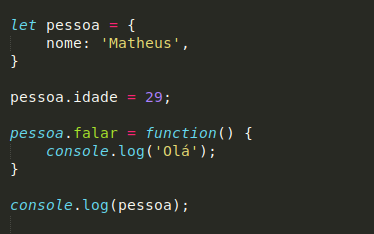 let pessoa = {
    nome: 'Matheus',
}

pessoa.idade = 29;

pessoa.falar = function() {
    console.log('Olá');
}

console.log(pessoa);